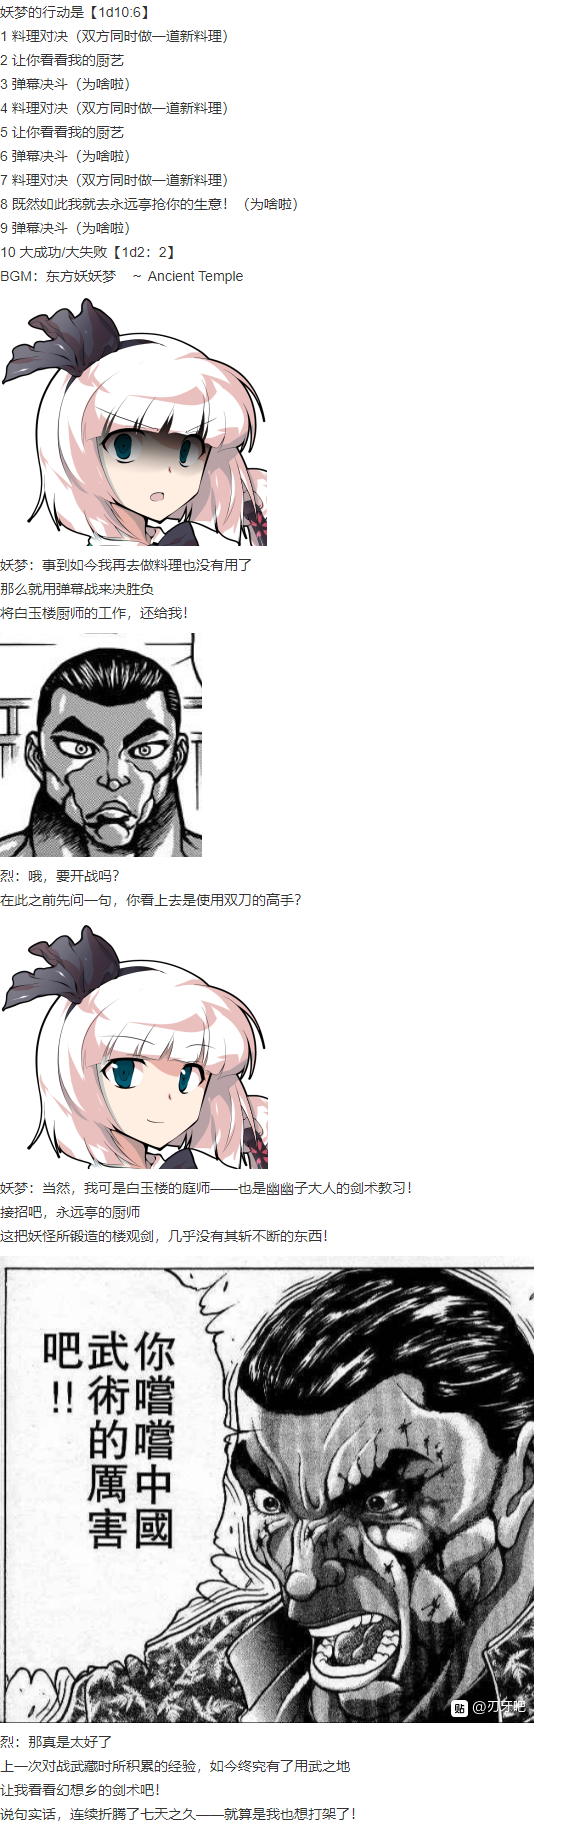 妖梦的行动是【1d10:6】
1 料理对决（双方同时做一道新料理）
2 让你看看我的厨艺
3 弹幕决斗（为啥啦）
4 料理对决（双方同时做一道新料理）
5 让你看看我的厨艺
6 弹幕决斗（为啥啦）
7 料理对决（双方同时做一道新料理）
8 既然如此我就去永远亭抢你的生意！（为啥啦）
9 弹幕决斗（为啥啦）
10 大成功/大失败【1d2：2】
BGM：东方妖妖梦　~ Ancient Temple
妖梦：事到如今我再去做料理也没有用了
那么就用弹幕战来决胜负
将白玉楼厨师的工作，还给我！
烈：哦，要开战吗？
在此之前先问一句，你看上去是使用双刀的高手？
妖梦：当然，我可是白玉楼的庭师——也是幽幽子大人的剑术教习！
接招吧，永远亭的厨师
这把妖怪所锻造的楼观剑，几乎没有其斩不断的东西！
你嚐嚐中國
武術的厲害
吧!!
贴 @刃牙吧
烈：那真是太好了
上一次对战武藏时所积累的经验，如今终究有了用武之地
让我看看幻想乡的剑术吧！
说句实话，连续折腾了七天之久——就算是我也想打架了！